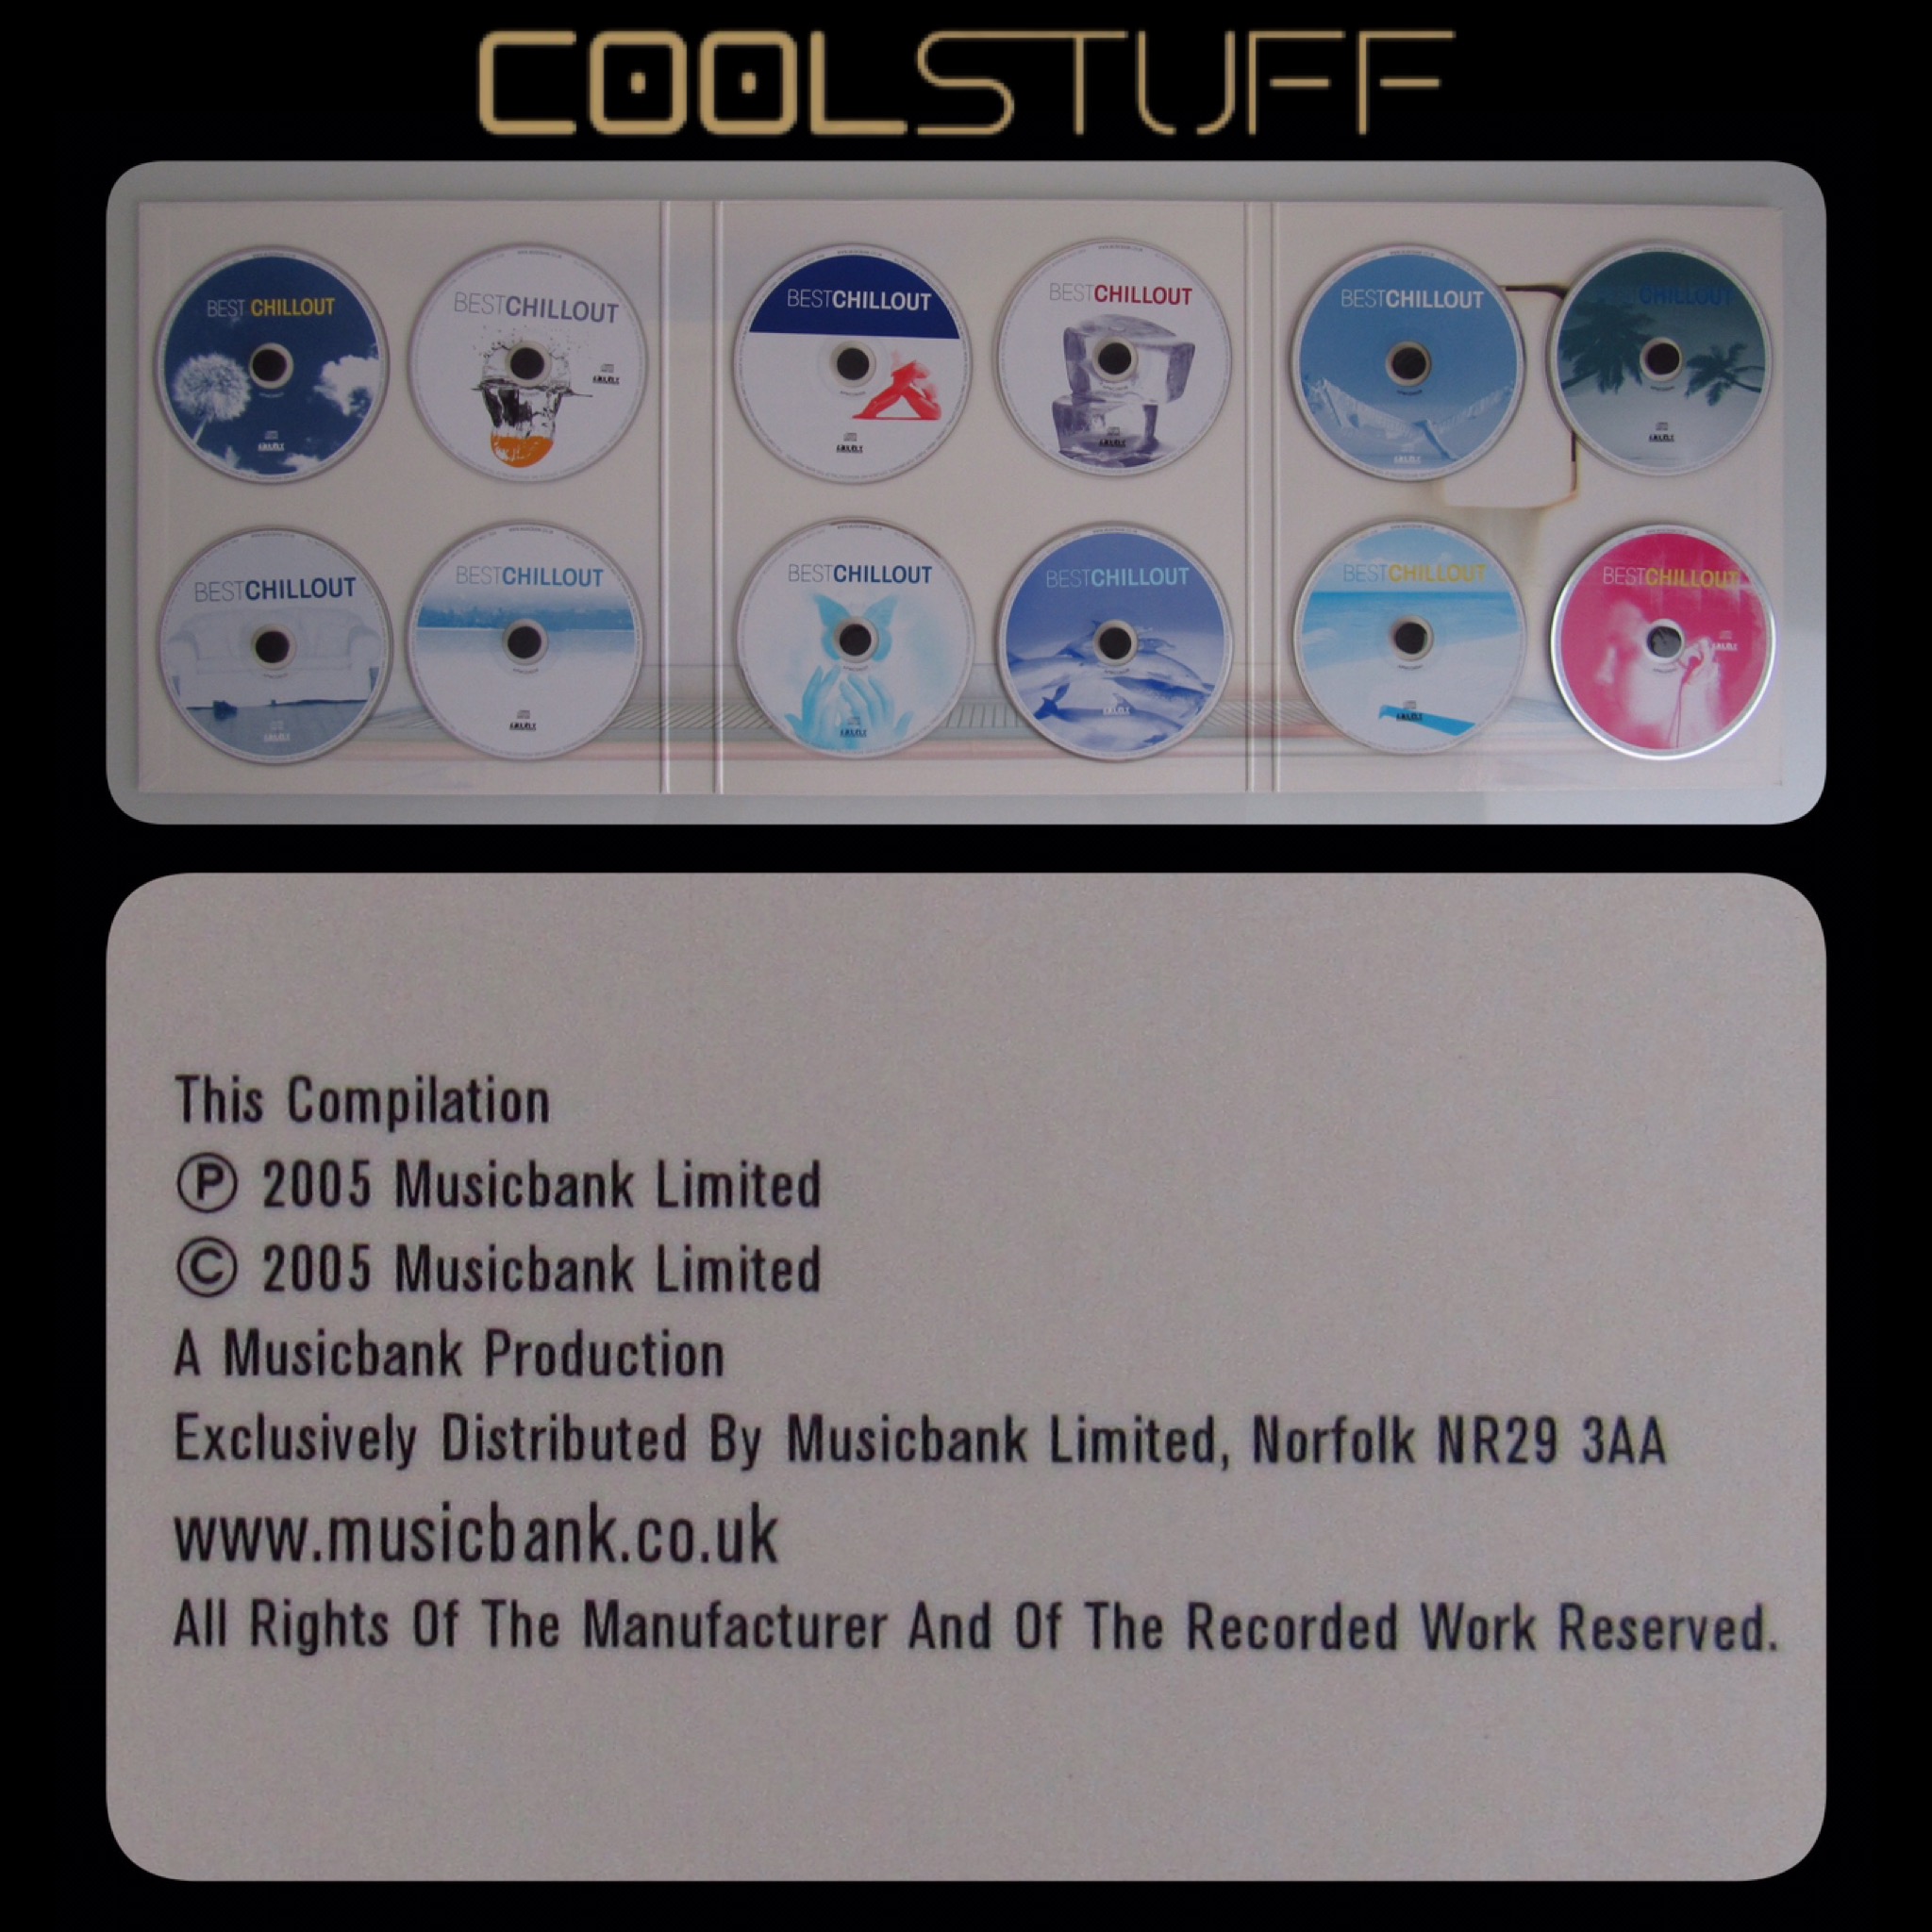 COOLSTUFF
BEST CHILLOUT
BESTCHILLOUT
BESTCHILLOUT
BESTCHILLOUT
BESTCHILLOUT
CHILLOUT
BESTCHILLOUT
BESTCHILLOUT
BESTCHILLOUT
BESTCHILLOUT
BESTCHILLOUT
BESTCHILLOUT
This Compilation
Ⓟ 2005 Musicbank Limited
© 2005 Musicbank Limited
A Musicbank Production
Exclusively Distributed By Musicbank Limited, Norfolk NR29 3AA
www.musicbank.co.uk
All Rights Of The Manufacturer And Of The Recorded Work Reserved.